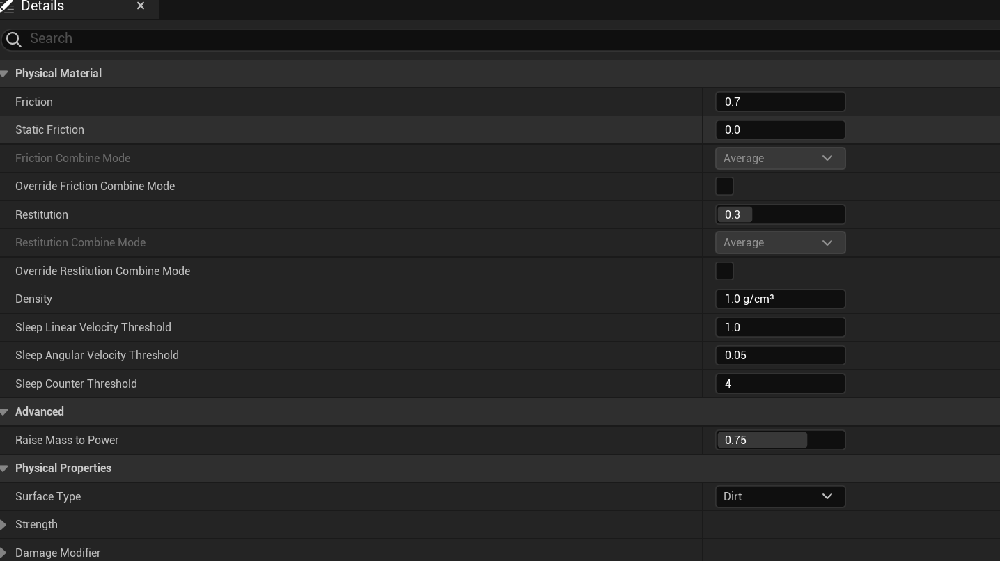 Details
Search
Physical Material
Friction 0.7
Static Friction 0.0
Friction Combine Mode Average
Override Friction Combine Mode
Restitution 0.3
Restitution Combine Mode Average
Override Restitution Combine Mode
Density 1.0 g/cm³
Sleep Linear Velocity Threshold 1.0
Sleep Angular Velocity Threshold 0.05
Sleep Counter Threshold 4
Advanced
Raise Mass to Power 0.75
Physical Properties
Surface Type Dirt
Strength
Damage Modifier